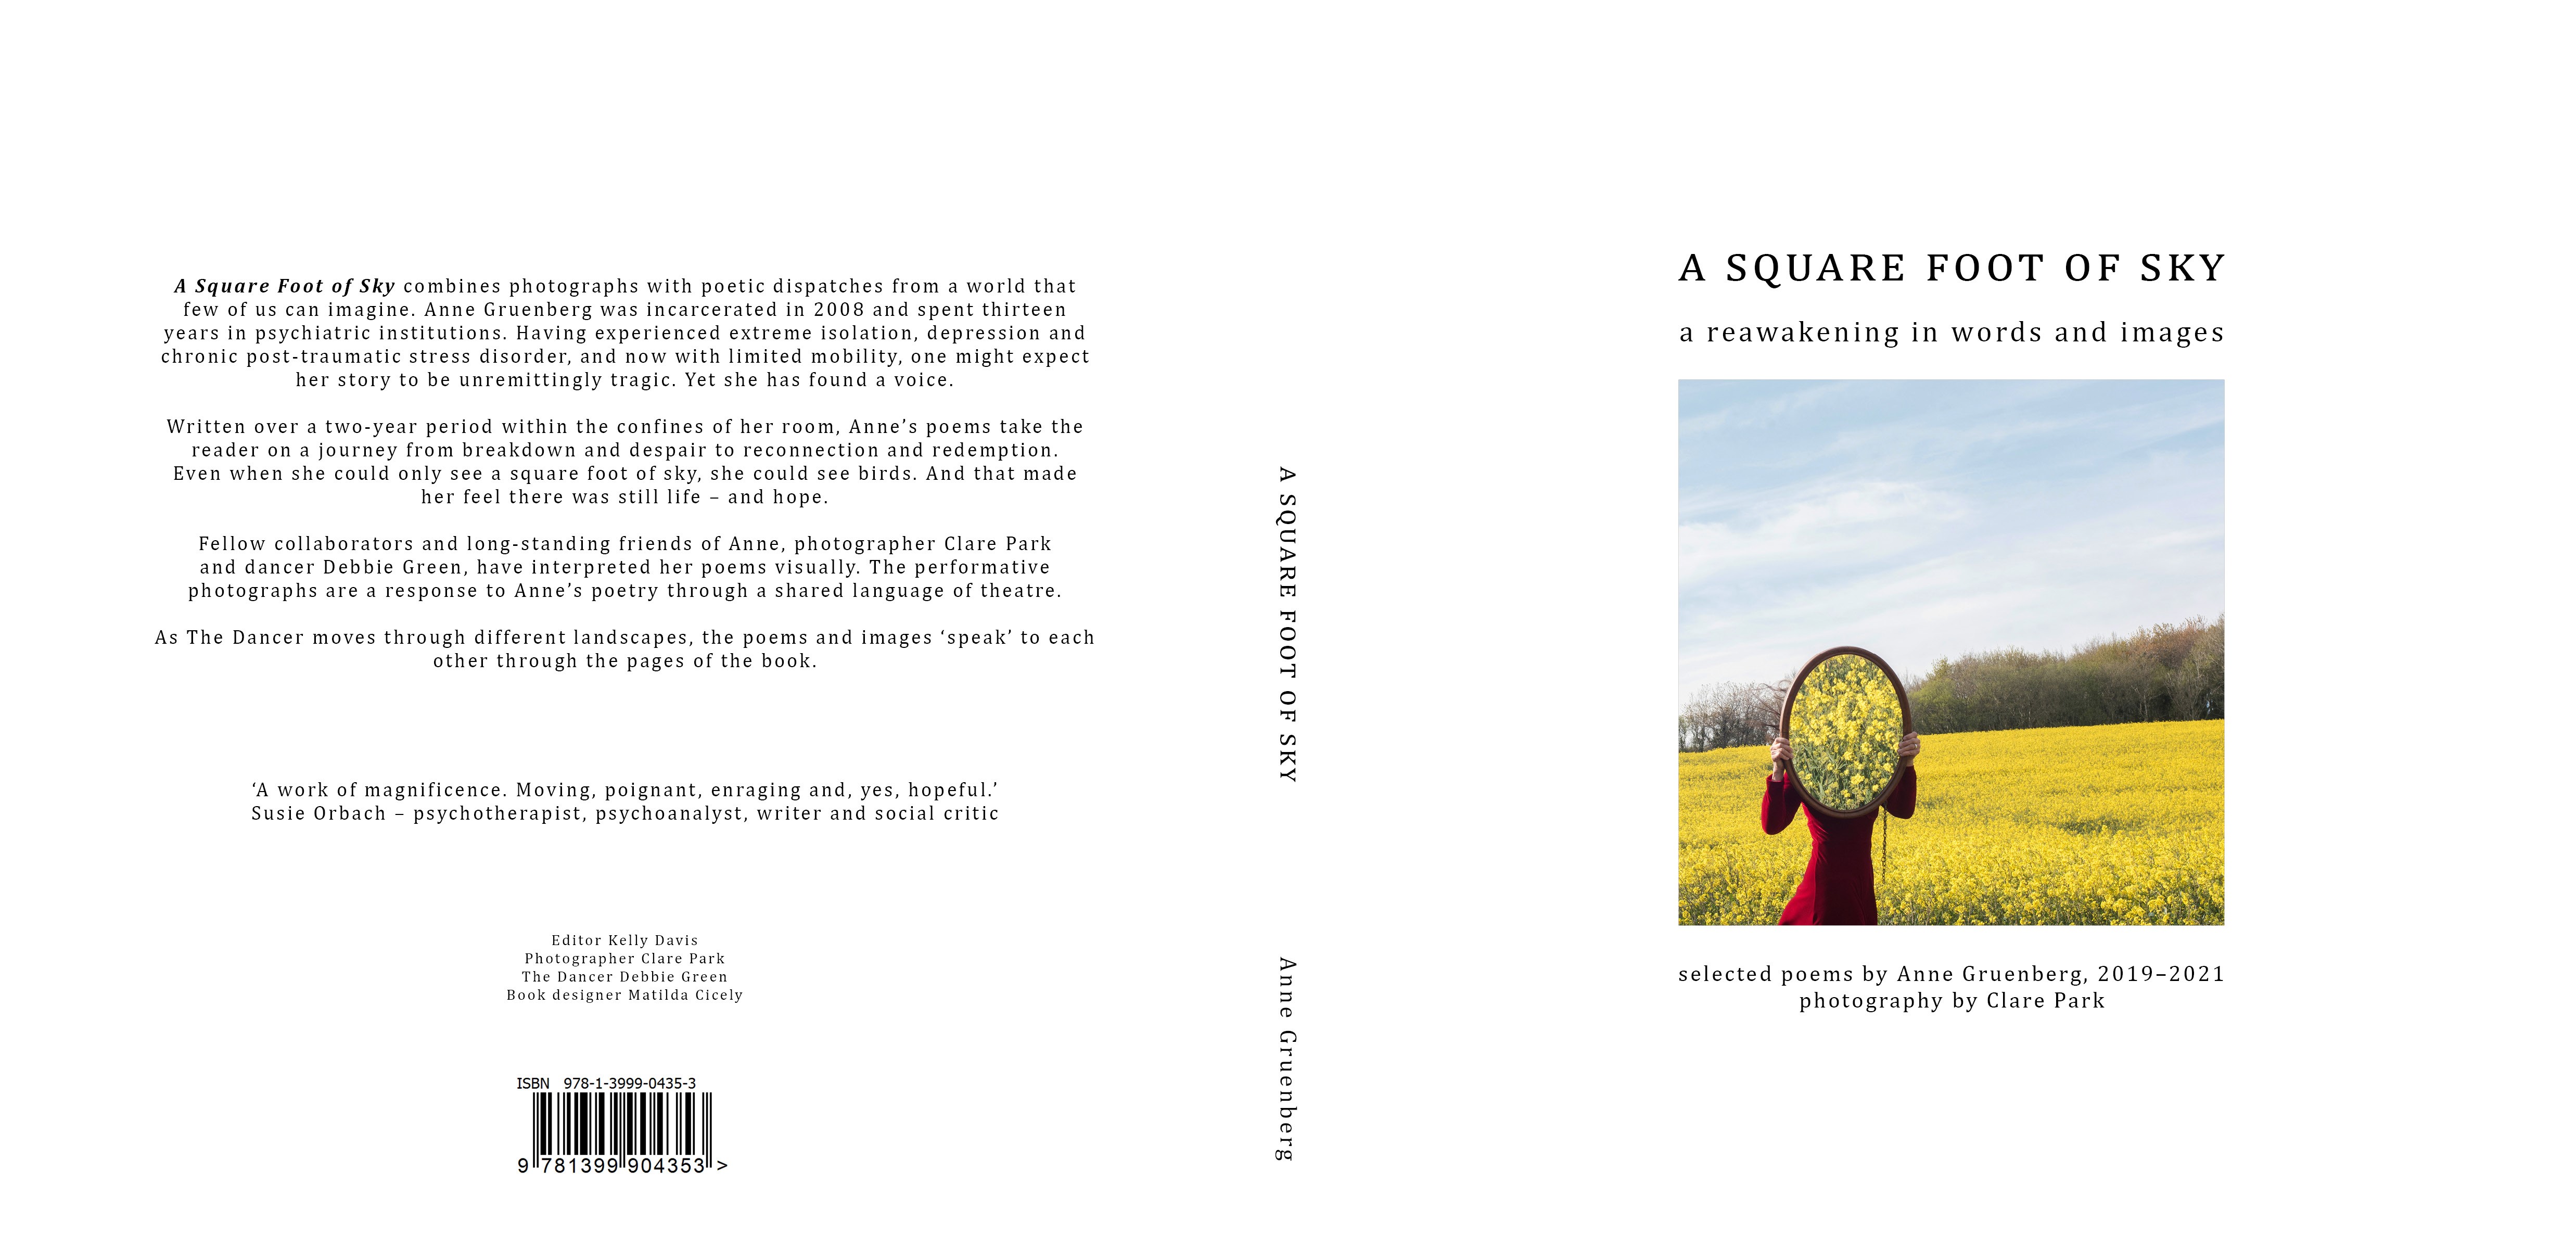 A Square Foot of Sky combines photographs with poetic dispatches from a world that
few of us can imagine. Anne Gruenberg was incarcerated in 2008 and spent thirteen
years in psychiatric institutions. Having experienced extreme isolation, depression and
chronic post-traumatic stress disorder, and now with limited mobility, one might expect
her story to be unremittingly tragic. Yet she has found a voice.
Written over a two-year period within the confines of her room, Anne’s poems take the
reader on a journey from breakdown and despair to reconnection and redemption.
Even when she could only see a square foot of sky, she could see birds. And that made
her feel there was still life – and hope.
Fellow collaborators and long-standing friends of Anne, photographer Clare Park
and dancer Debbie Green, have interpreted her poems visually. The performative
photographs are a response to Anne’s poetry through a shared language of theatre.
As The Dancer moves through different landscapes, the poems and images ‘speak’ to each
other through the pages of the book.
‘A work of magnificence. Moving, poignant, enraging and, yes, hopeful.’
Susie Orbach – psychotherapist, psychoanalyst, writer and social critic
Editor Kelly Davis
Photographer Clare Park
The Dancer Debbie Green
Book designer Matilda Cicely
ISBN 978-1-3999-0435-3
9 781399 904353 >
A SQUARE FOOT OF SKY
Anne Gruenberg
A SQUARE FOOT OF SKY
a reawakening in words and images
selected poems by Anne Gruenberg, 2019–2021
photography by Clare Park